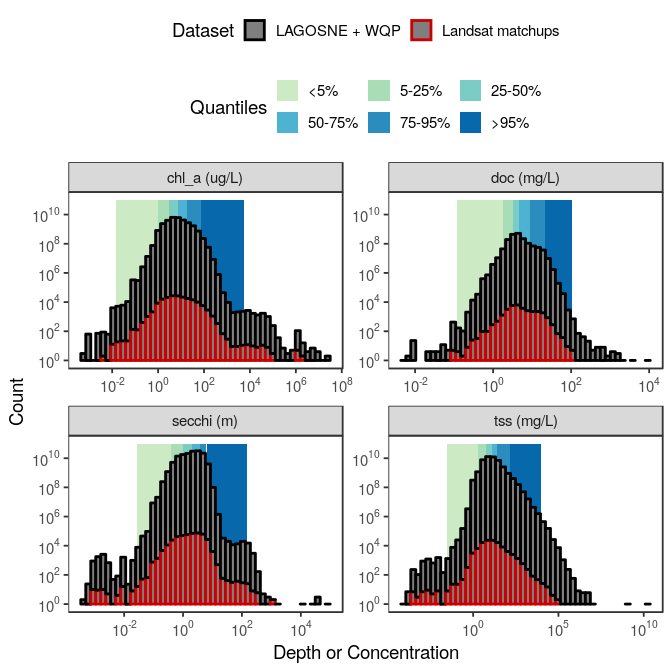 Dataset LAGOSNE + WQP Landsat matchups
Quantiles
<5% 5-25% 25-50%
50-75% 75-95% >95%
chl_a (ug/L) doc (mg/L)
10^10 10^8 10^6 10^4 10^2 10^0
10^-2 10^0 10^2 10^4 10^6 10^8
10^10 10^8 10^6 10^4 10^2 10^0
10^-2 10^0 10^2 10^4
Count
secchi (m) tss (mg/L)
10^10 10^8 10^6 10^4 10^2 10^0
10^-2 10^0 10^2 10^4
10^10 10^8 10^6 10^4 10^2 10^0
10^0 10^5 10^10
Depth or Concentration